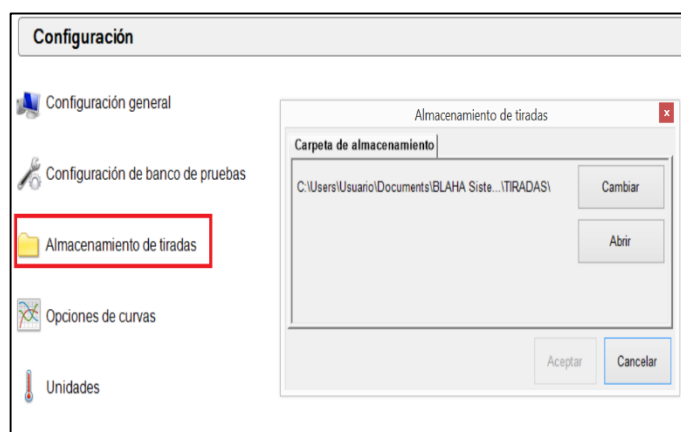 Configuración
Configuración general
Configuración de banco de pruebas
Almacenamiento de tiradas
Opciones de curvas
Unidades
Almacenamiento de tiradas
x
Carpeta de almacenamiento
C:\Users\Usuario\Documents\BLAHA Siste...\TIRADAS\
Cambiar
Abrir
Aceptar
Cancelar